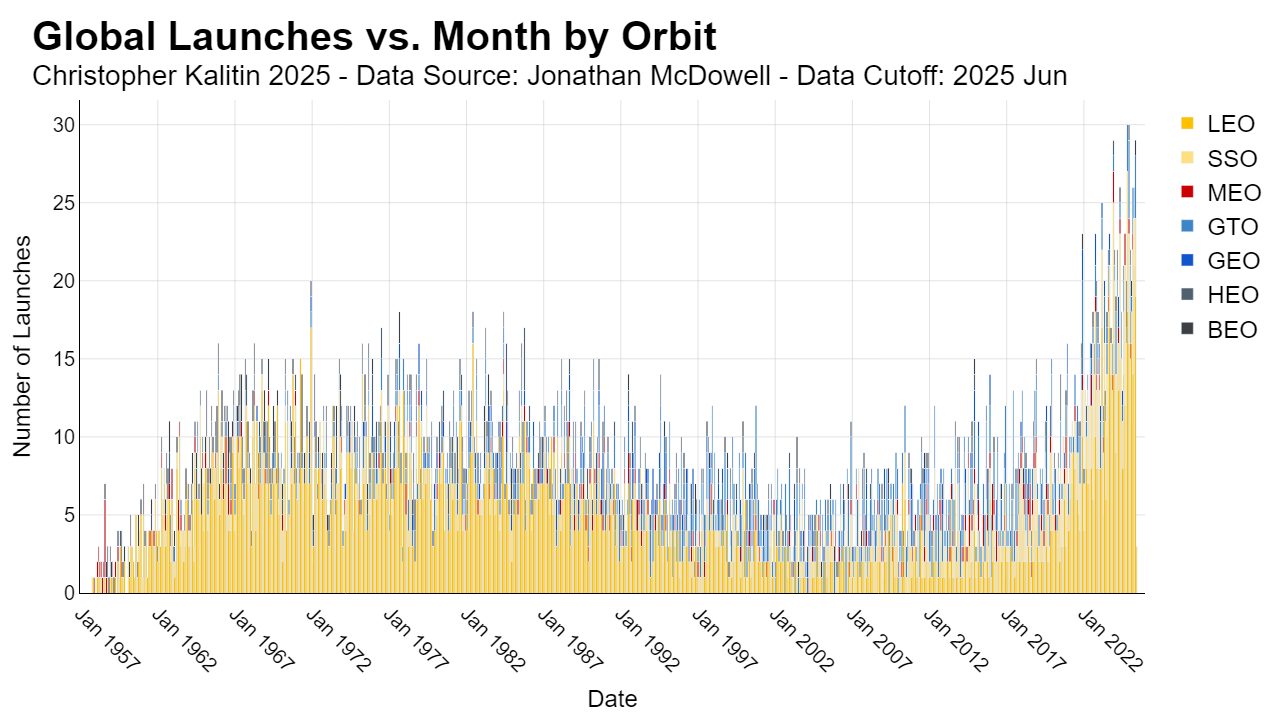 Global Launches vs. Month by Orbit
Christopher Kalitin 2025 - Data Source: Jonathan McDowell - Data Cutoff: 2025 Jun
Number of Launches
30
25
20
15
10
5
0
Jan 1957
Jan 1962
Jan 1967
Jan 1972
Jan 1977
Jan 1982
Jan 1987
Jan 1992
Jan 1997
Jan 2002
Jan 2007
Jan 2012
Jan 2017
Jan 2022
Date
LEO
SSO
MEO
GTO
GEO
HEO
BEO